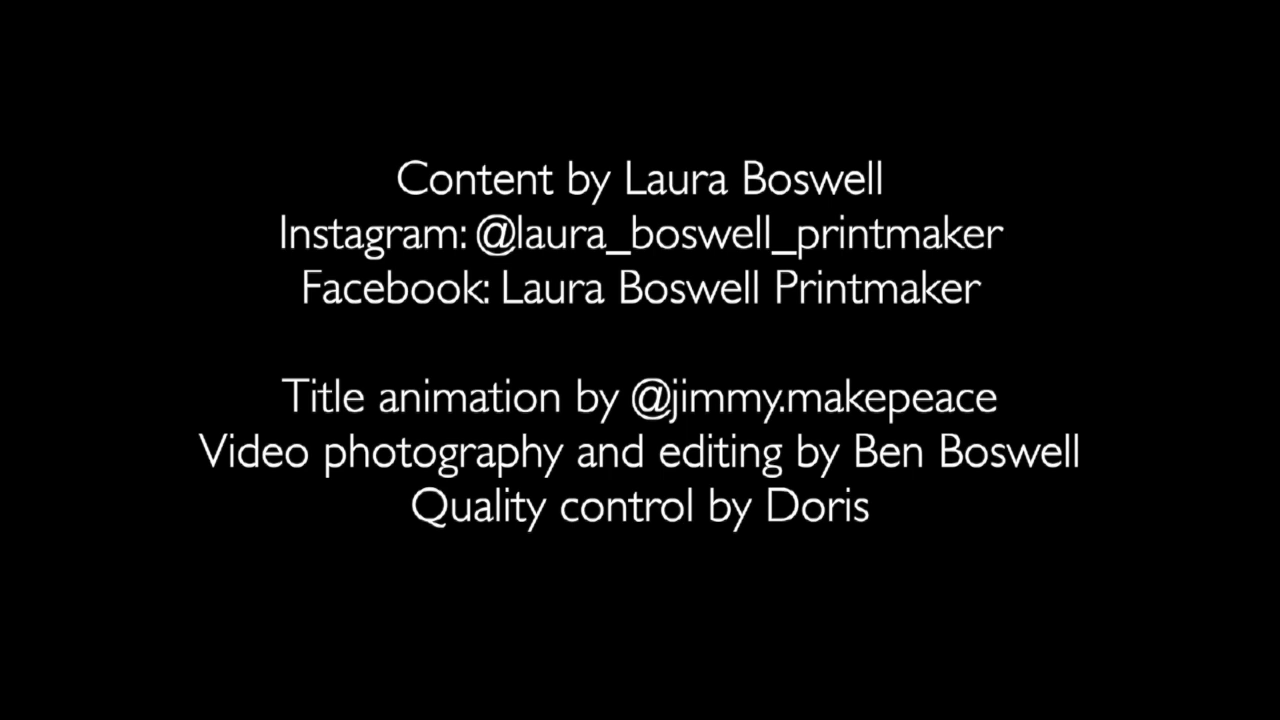 Content by Laura Boswell
Instagram: @laura_boswell_printmaker
Facebook: Laura Boswell Printmaker
Title animation by @jimmy.makepeace
Video photography and editing by Ben Boswell
Quality control by Doris